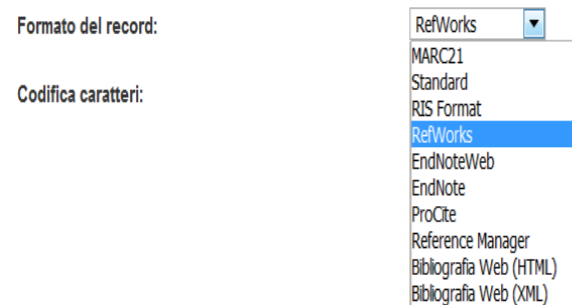 Formato del record:
RefWorks
MARC21
Standard
Codifica caratteri:
RIS Format
RefWorks
EndNoteWeb
EndNote
ProCite
Reference Manager
Bibliografia Web (HTML)
Bibliografia Web (XML)